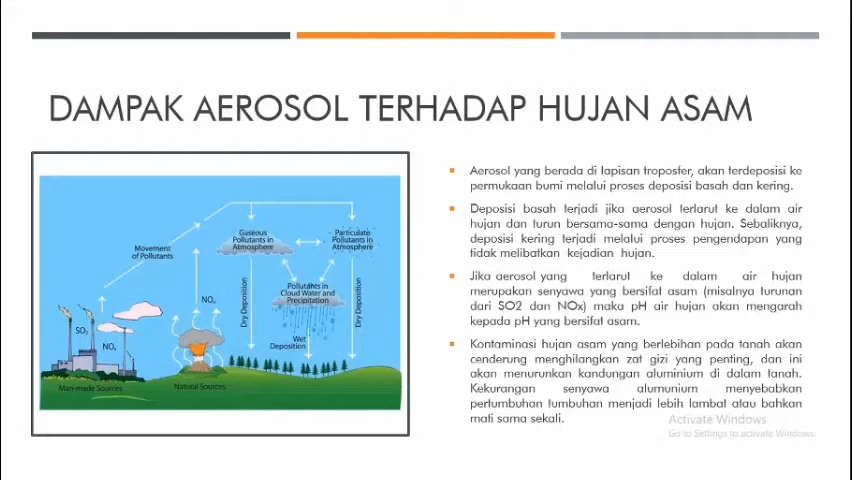 DAMPAK AEROSOL TERHADAP HUJAN ASAM
Movement
of Pollutants
Gaseous
Pollutants in
Atmosphere
Particulate
Pollutants in
Atmosphere
Pollutants in
Cloud Water and
Precipitation
Dry Deposition
Dry Deposition
Wet
Deposition
NOx
SO2
NOx
Man-made Sources
Natural Sources
Aerosol yang berada di lapisan troposfer, akan terdeposisi ke
permukaan bumi melalui proses deposisi basah dan kering.
Deposisi basah terjadi jika aerosol terlarut ke dalam air
hujan dan turun bersama-sama dengan hujan. Sebaliknya,
deposisi kering terjadi melalui proses pengendapan yang
tidak melibatkan kejadian hujan.
Jika aerosol yang terlarut ke dalam air hujan
merupakan senyawa yang bersifat asam (misalnya turunan
dari SO2 dan NOx) maka pH air hujan akan mengarah
kepada pH yang bersifat asam.
Kontaminasi hujan asam yang berlebihan pada tanah akan
cenderung menghilangkan zat gizi yang penting, dan ini
akan menurunkan kandungan aluminium di dalam tanah.
Kekurangan senyawa alumunium menyebabkan
pertumbuhan tumbuhan menjadi lebih lambat atau bahkan
mati sama sekali.
Activate Windows
Go to Settings to activate Windows.